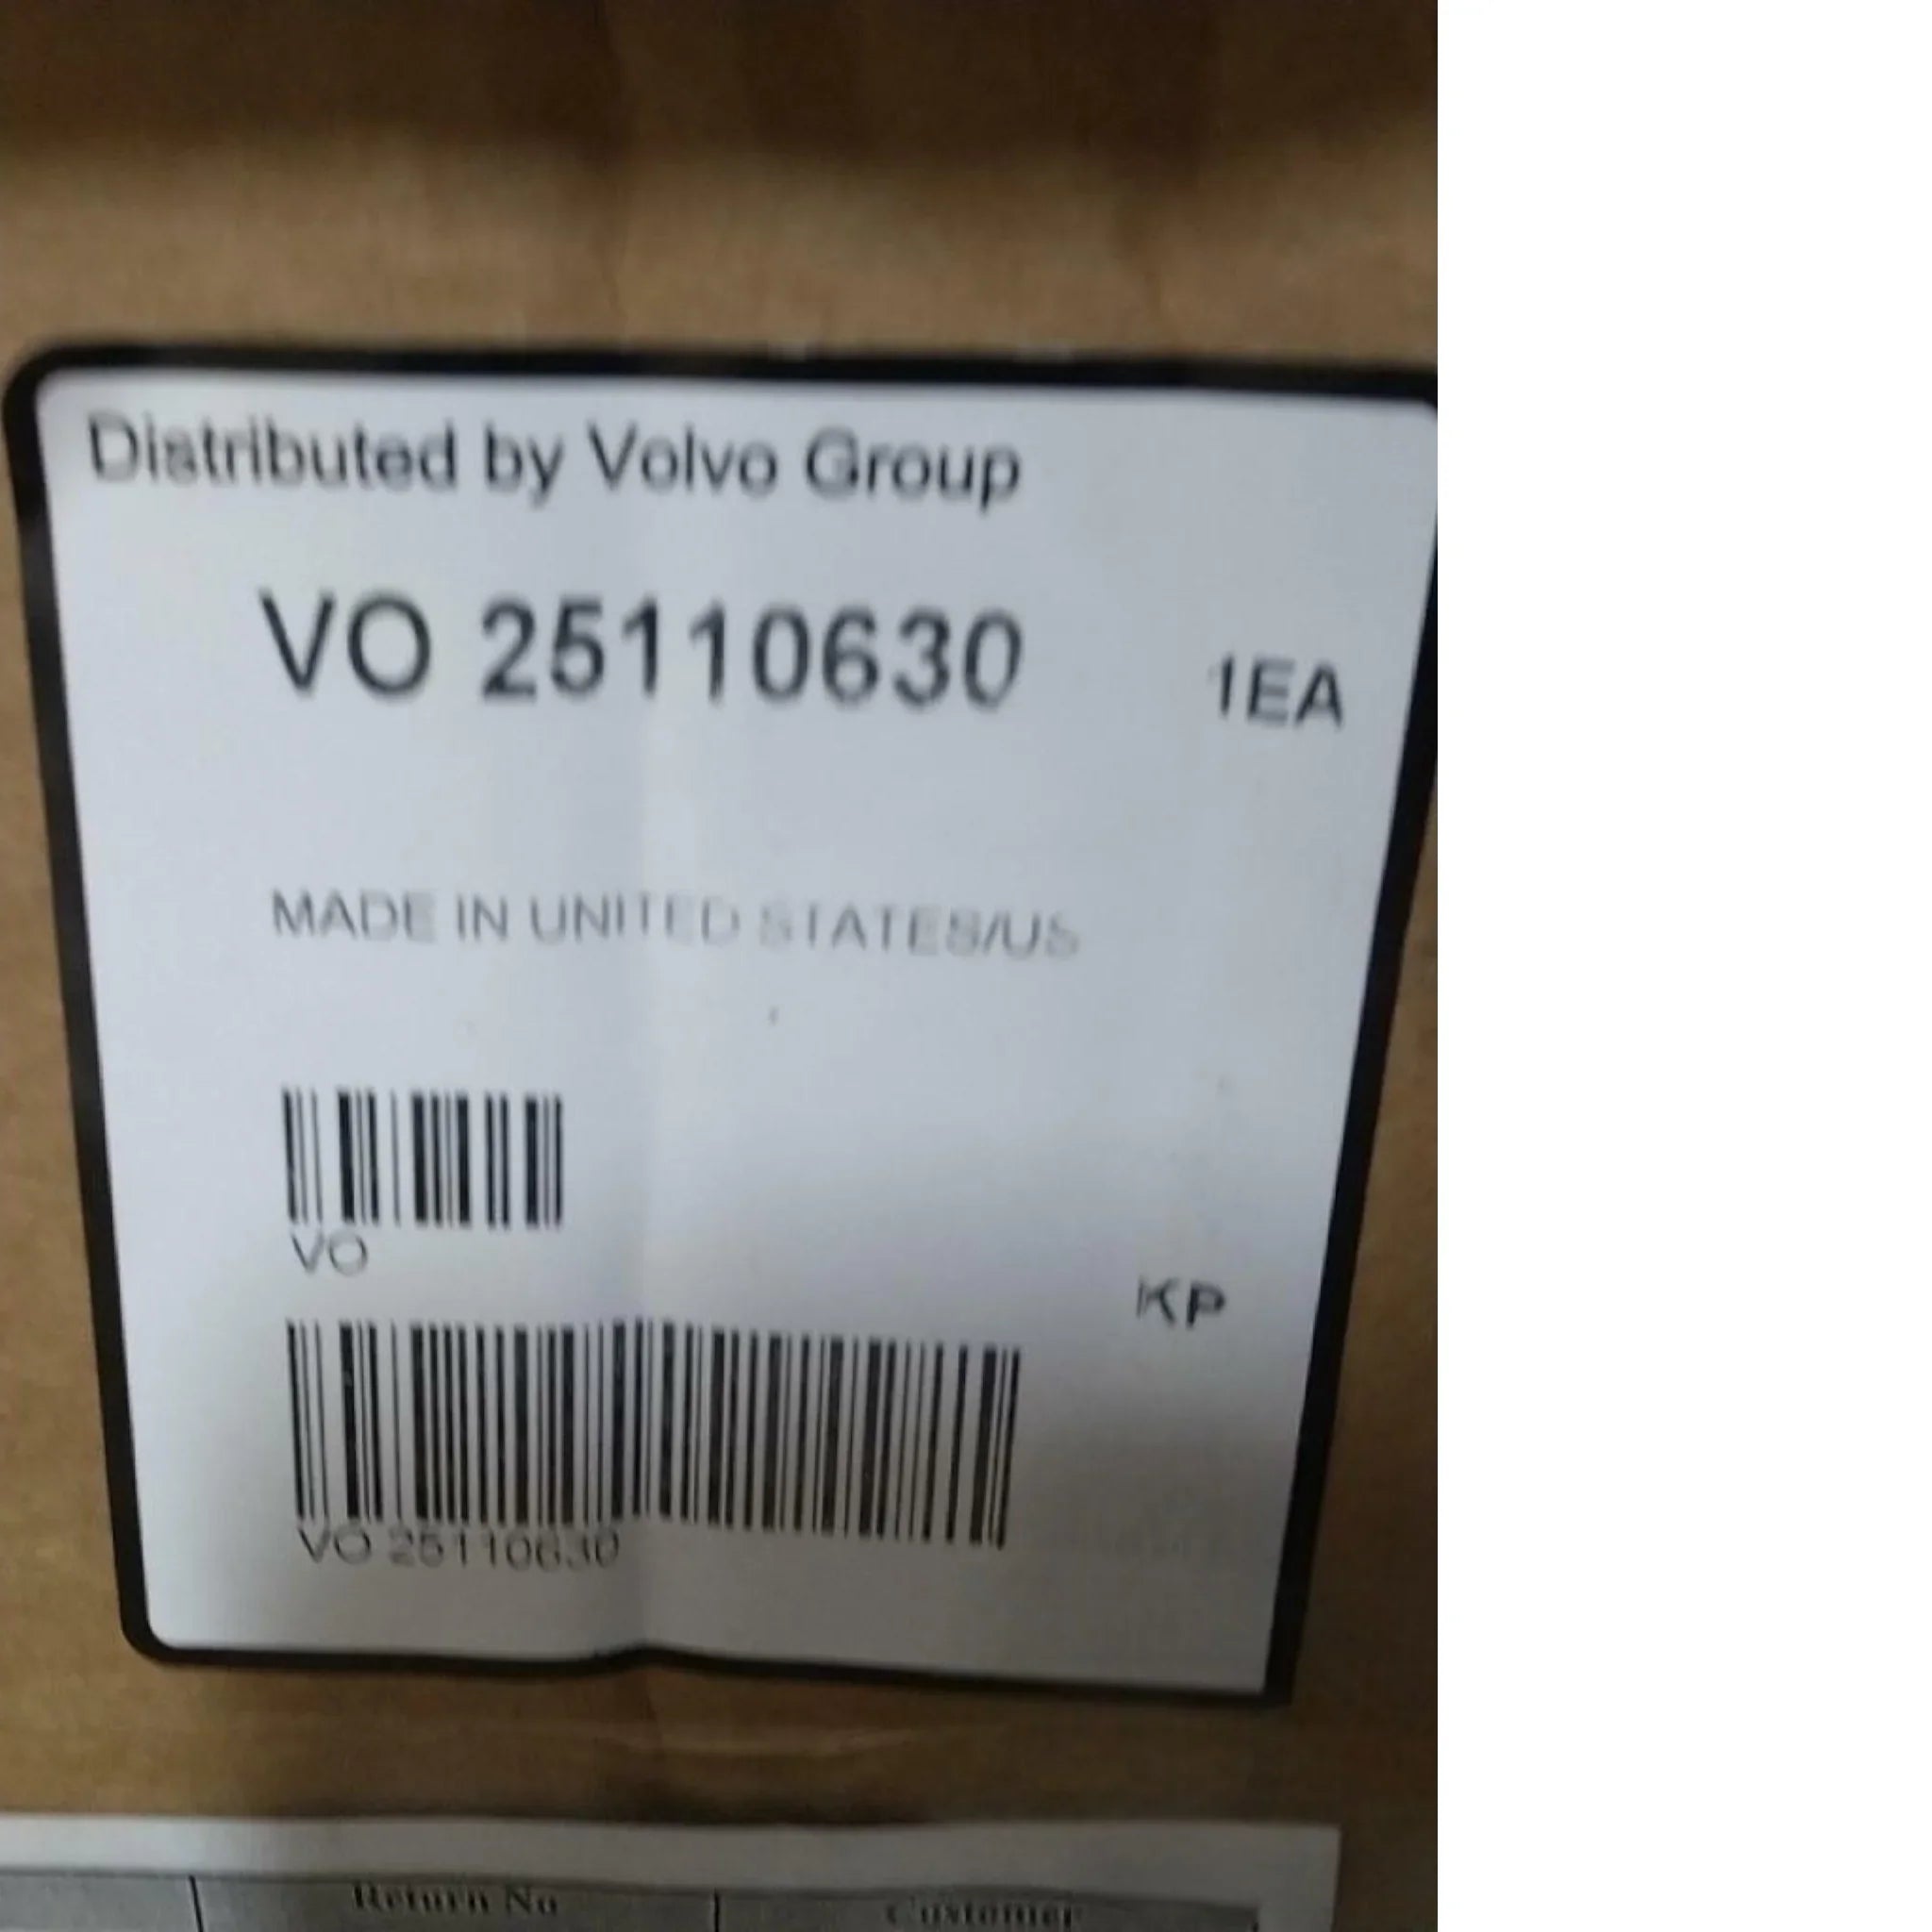 Distributed by Volvo Group
VO 25110630
1EA
MADE IN UNITED STATES/US
VO
KP
VO 25110630
Return No
Customer